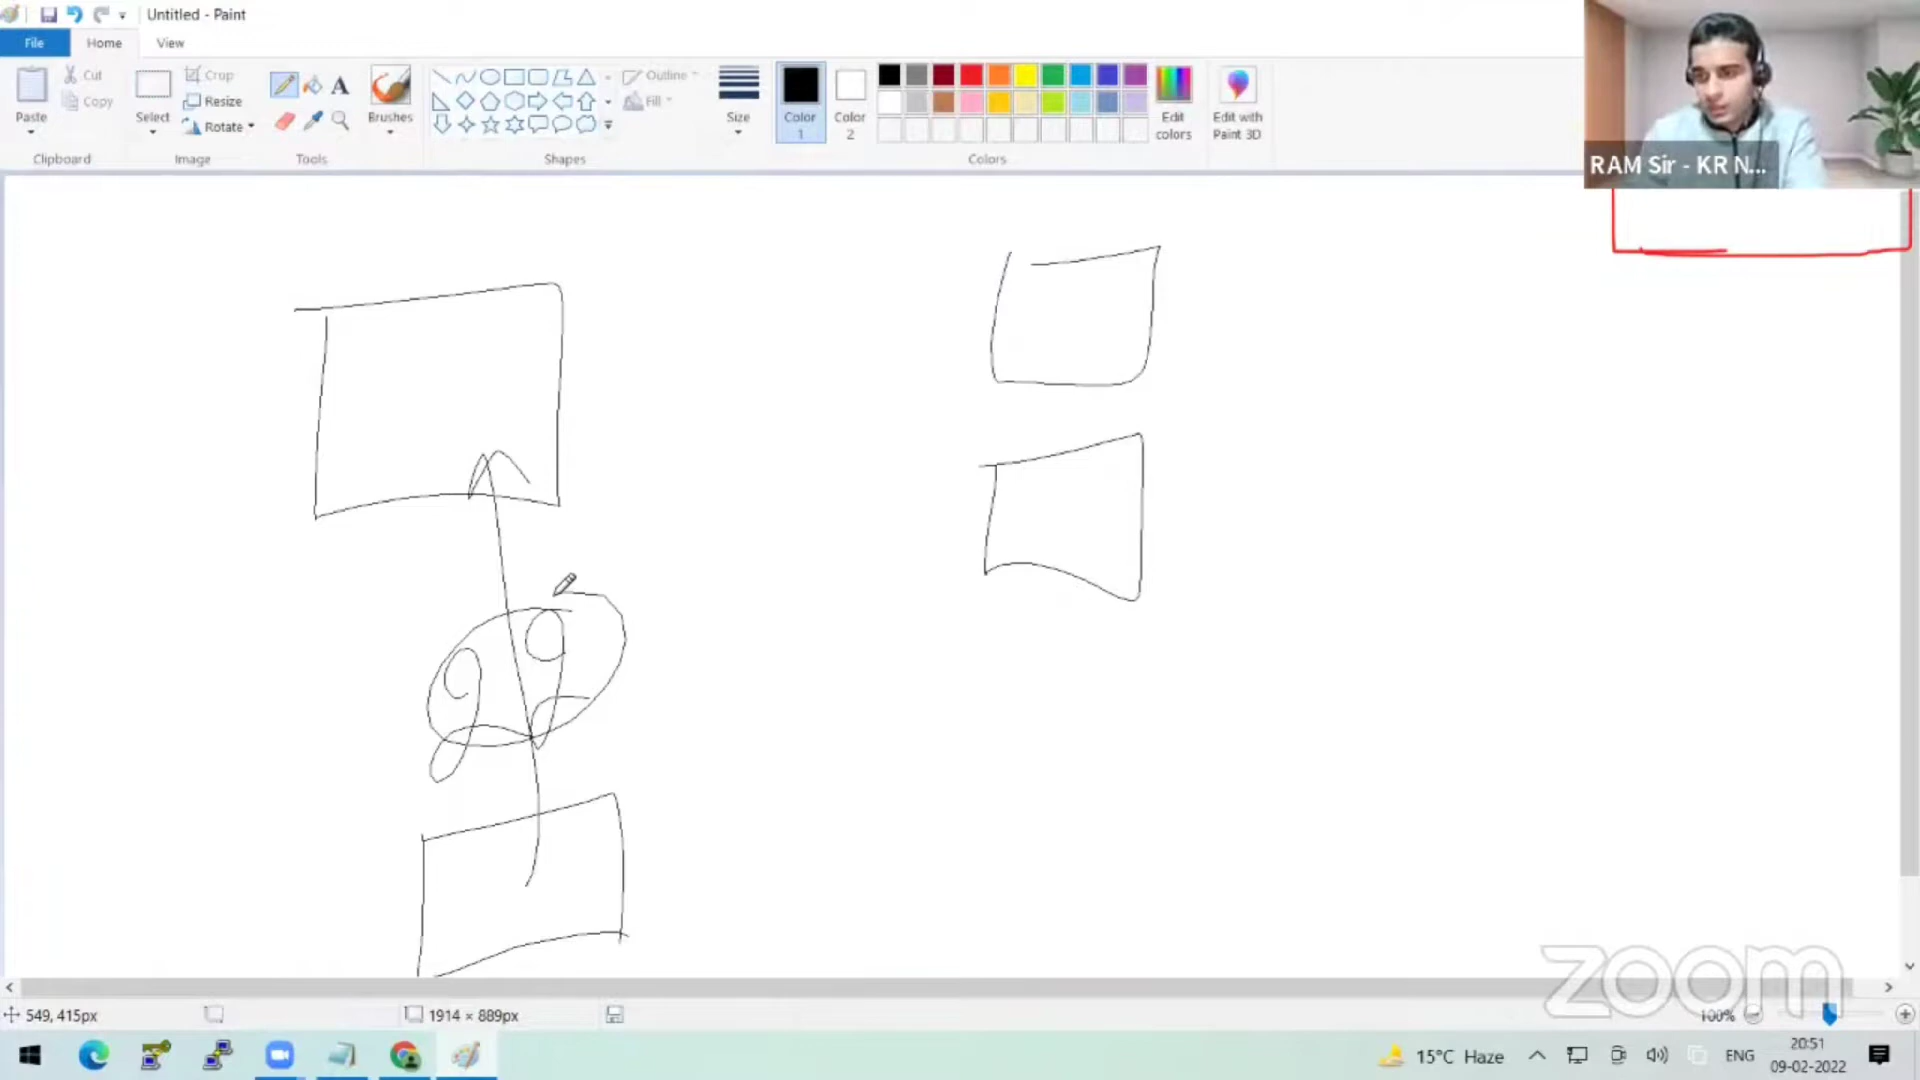 Untitled - Paint
File Home View
Paste
Cut
Copy
Clipboard
Select
Crop
Resize
Rotate
Image
A
Tools
Brushes
Shapes
Outline
Fill
Size
Color 1
Color 2
Edit colors
Colors
Edit with Paint 3D
RAM Sir - KR N...
99
zoom
549, 415px
1914 × 889px
100%
15°C Haze
ENG
20:51
09-02-2022